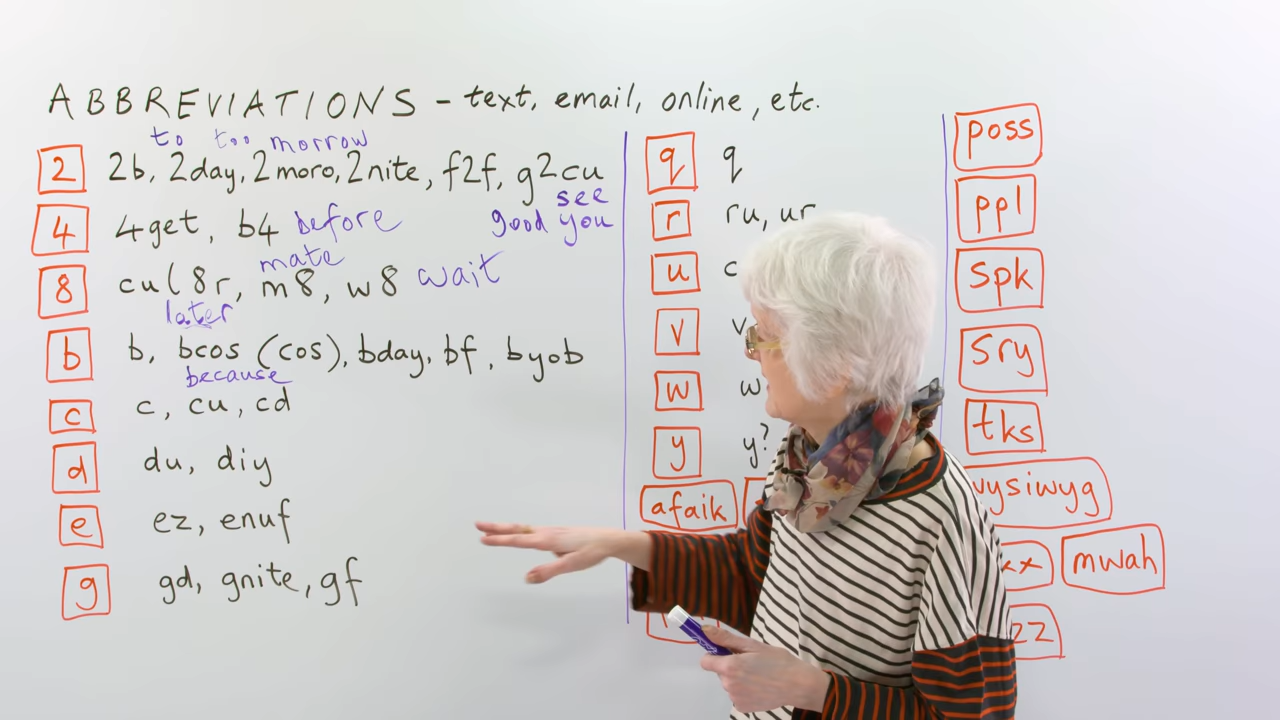 ABBREVIATIONS - text, email, online, etc.
to too morrow
2 2b, 2day, 2moro, 2nite, f2f, g2cu
see
good you
4 4get, b4 before
mate
8 cul8r, m8, w8 wait
later
b b, bcos (cos), bday, bf, byob
because
c c, cu, cd
d du, diy
e ez, enuf
g gd, gnite, gf
q q
r ru, ur
u c
v v
w w
y y?
afaik
poss
ppl
spk
sry
tks
wysiwyg
mwah